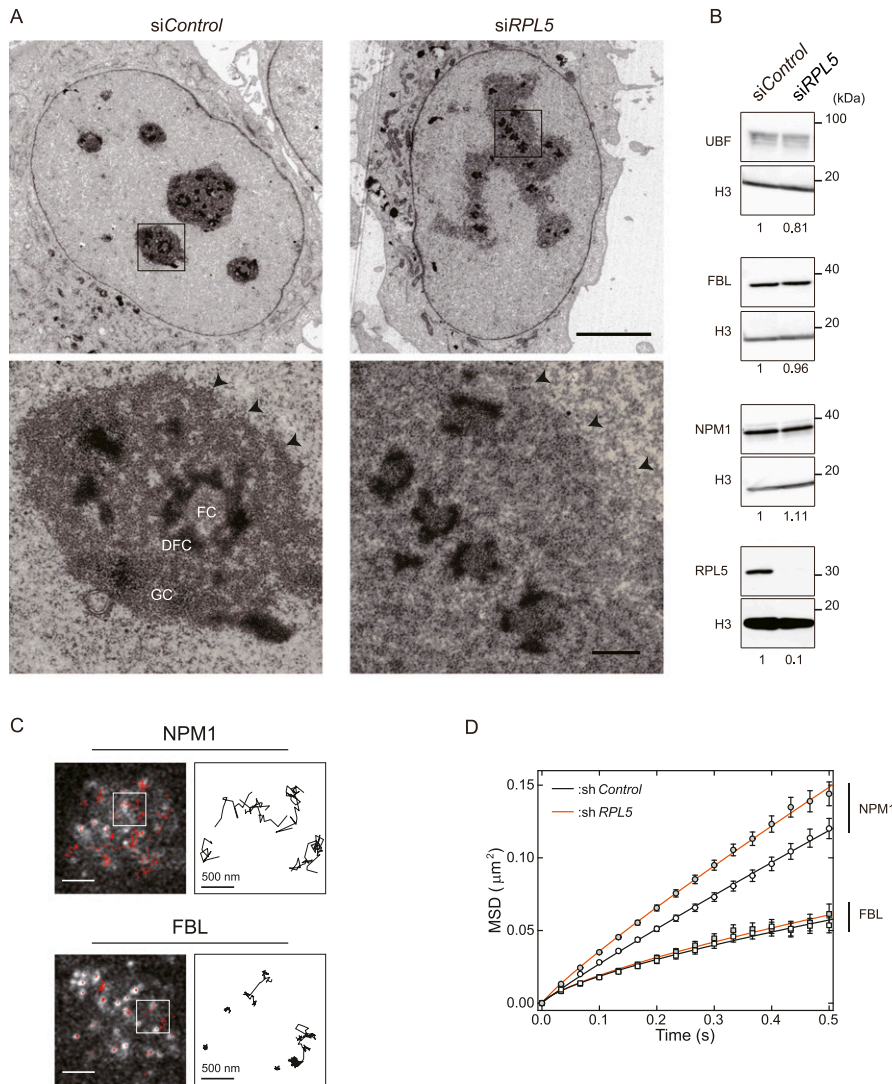 A
siControl
siRPL5
FC
DFC
GC
B
siControl
siRPL5
(kDa)
UBF
100
H3
20
1 0.81
FBL
40
H3
20
1 0.96
NPM1
40
H3
20
1 1.11
RPL5
30
H3
20
1 0.1
C
NPM1
500 nm
FBL
500 nm
D
:sh Control
:sh RPL5
NPM1
FBL
MSD ( μm²)
0.15
0.10
0.05
0.00
0.0 0.1 0.2 0.3 0.4 0.5
Time (s)